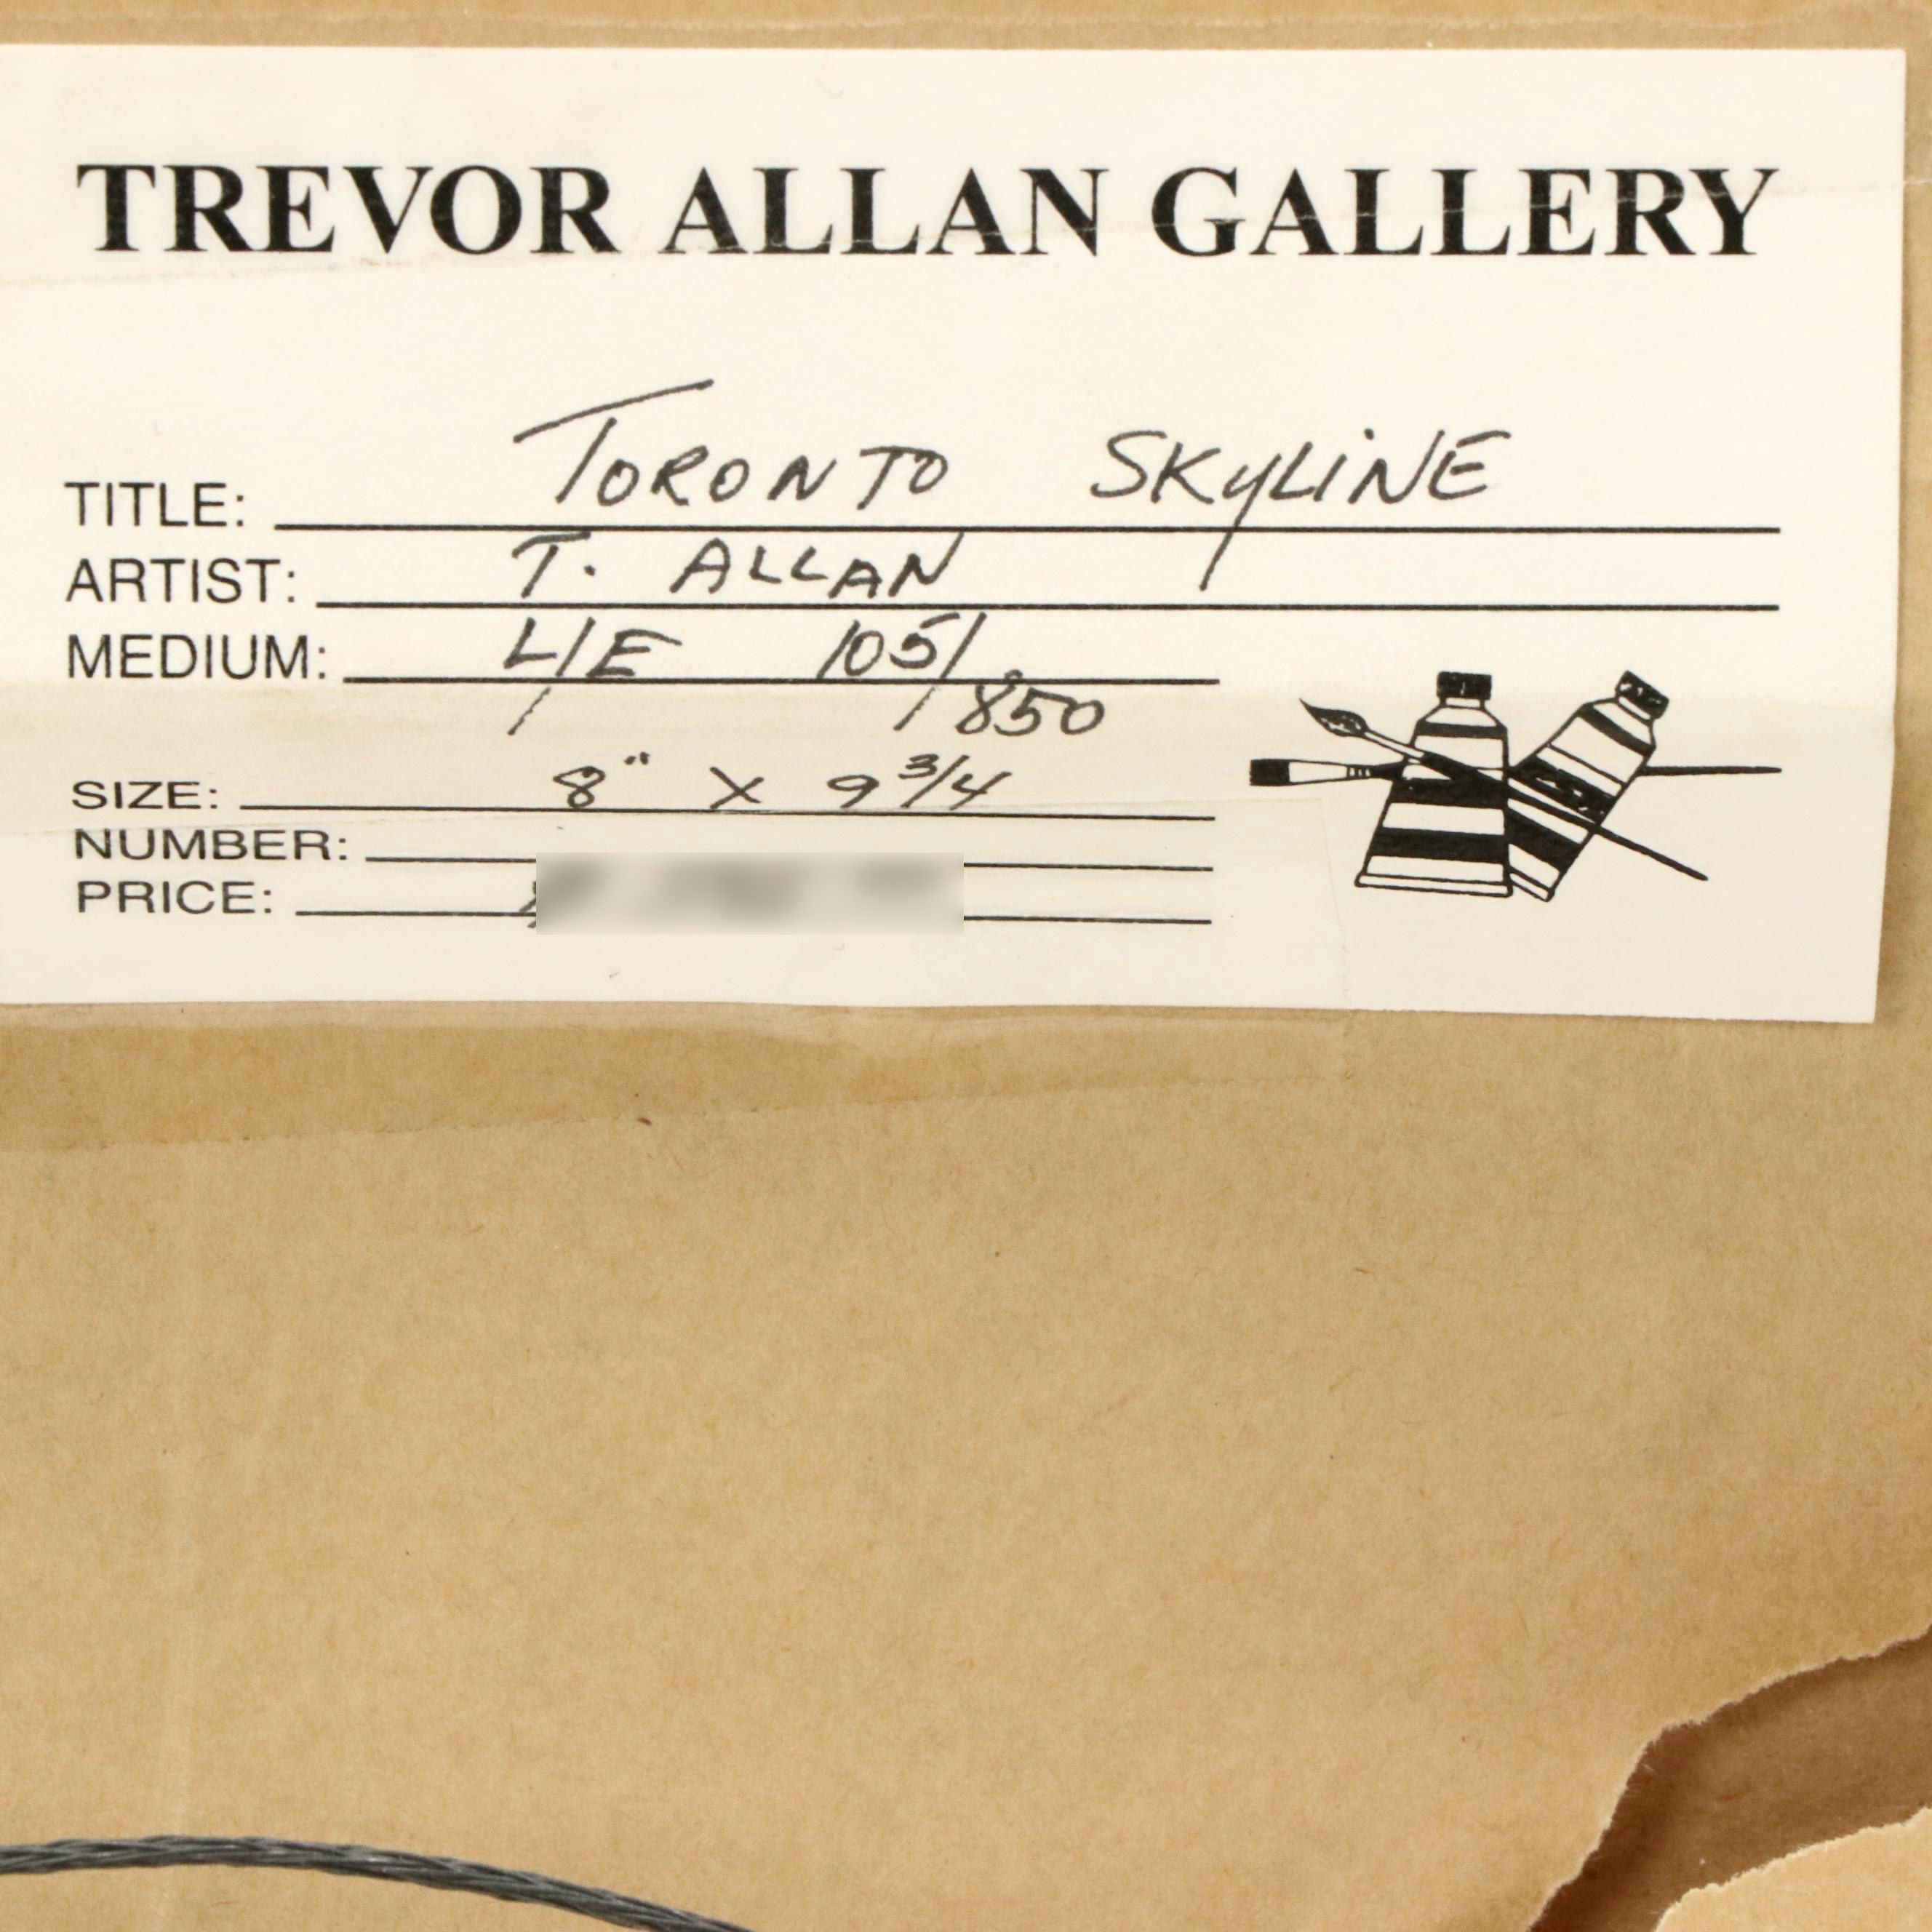 TREVOR ALLAN GALLERY
TITLE: TORONTO SKYLINE
ARTIST: T. ALLAN
MEDIUM: L/E 105/
850
SIZE: 8" X 9 3/4
NUMBER:
PRICE: